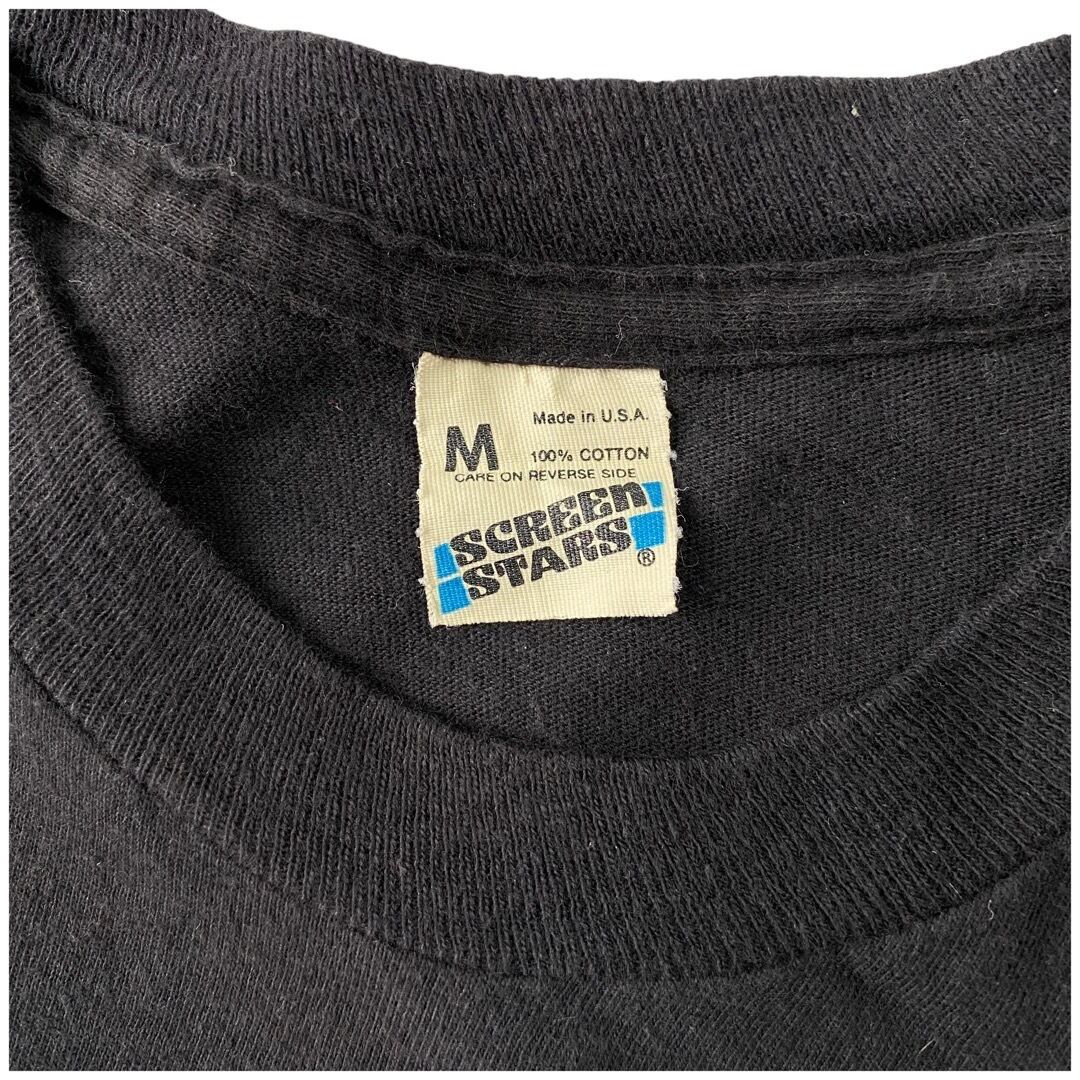 Made in U.S.A.
M 100% COTTON
CARE ON REVERSE SIDE
SCREEN
STARS®